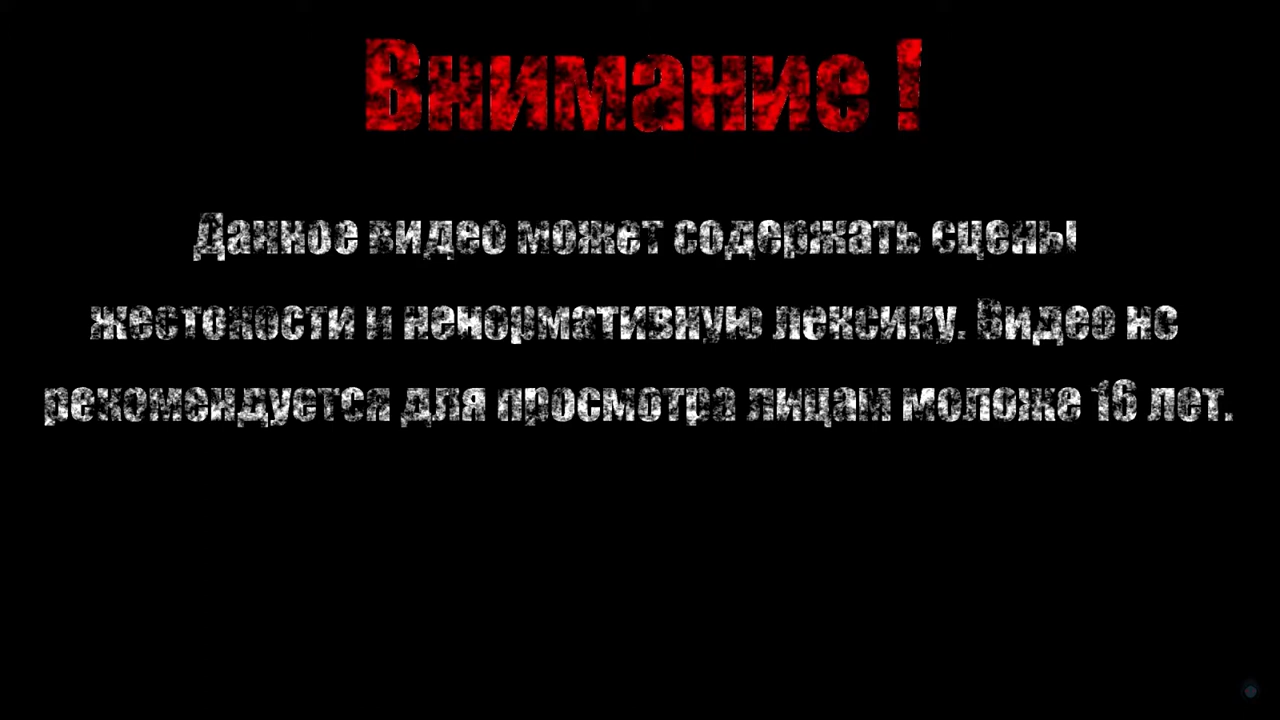 Внимание !
Данное видео может содержать сцены
жестокости и ненормативную лексику. Видео не
рекомендуется для просмотра лицам моложе 16 лет.